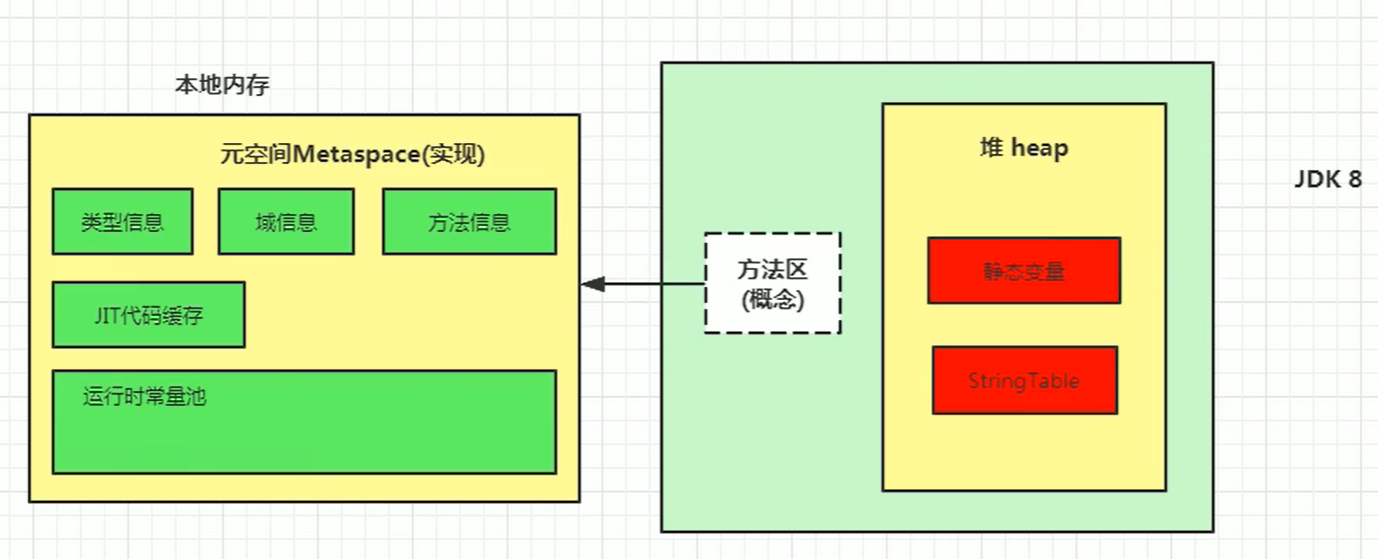 本地内存
元空间Metaspace(实现)
类型信息
域信息
方法信息
JIT代码缓存
运行时常量池
方法区
(概念)
堆 heap
静态变量
StringTable
JDK 8